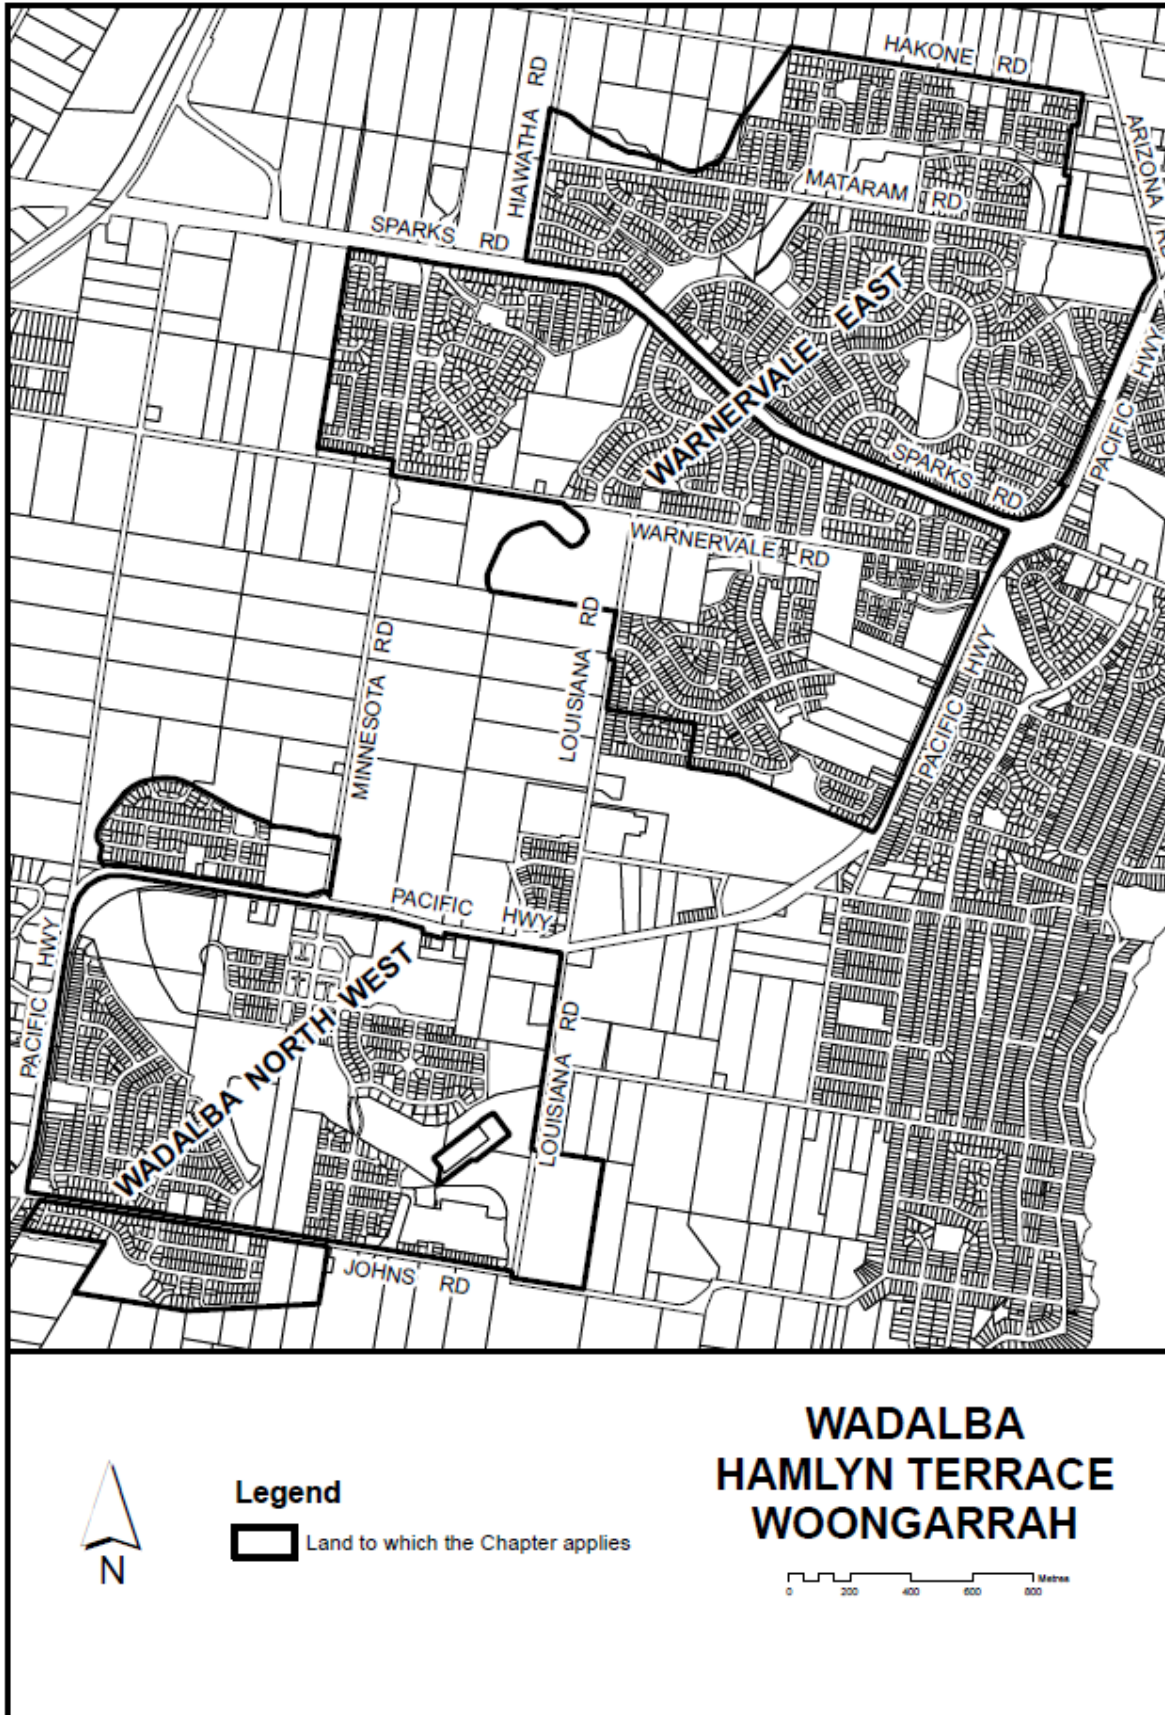 HAKONE RD
HIAWATHA RD
ARIZONA RD
MATARAM RD
SPARKS RD
WARNERVALE EAST
PACIFIC HWY
SPARKS RD
WARNERVALE RD
LOUISIANA RD
MINNESOTA RD
PACIFIC HWY
PACIFIC HWY
PACIFIC HWY
WADALBA NORTH WEST
LOUISIANA RD
JOHNS RD
WADALBA
HAMLYN TERRACE
WOONGARRAH
Legend
Land to which the Chapter applies
N
Metres
0 200 400 600 800